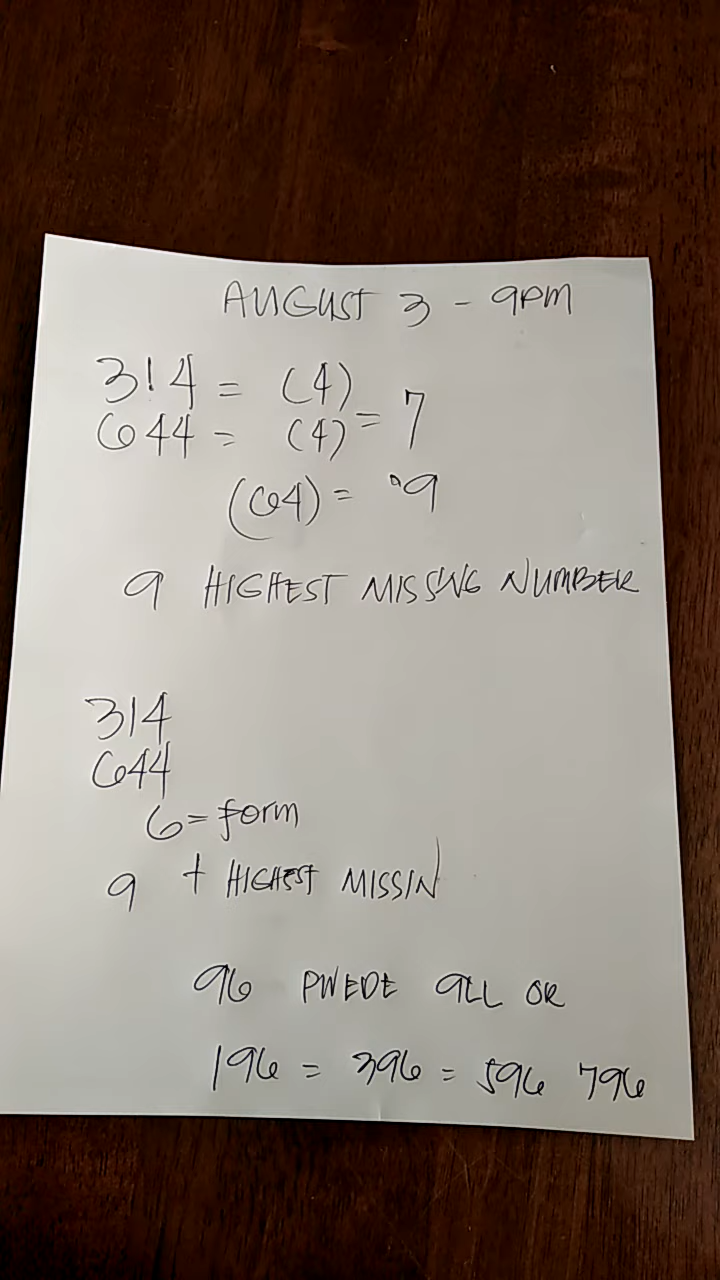 AUGUST 3 - 9PM
314 = (4)
644 = (4) = 7
(64) = 9
9 HIGHEST MISSING NUMBER
314
644
6 = form
9 + HIGHEST MISSIN
96 PWEDE ALL OR
196 = 396 = 596 796